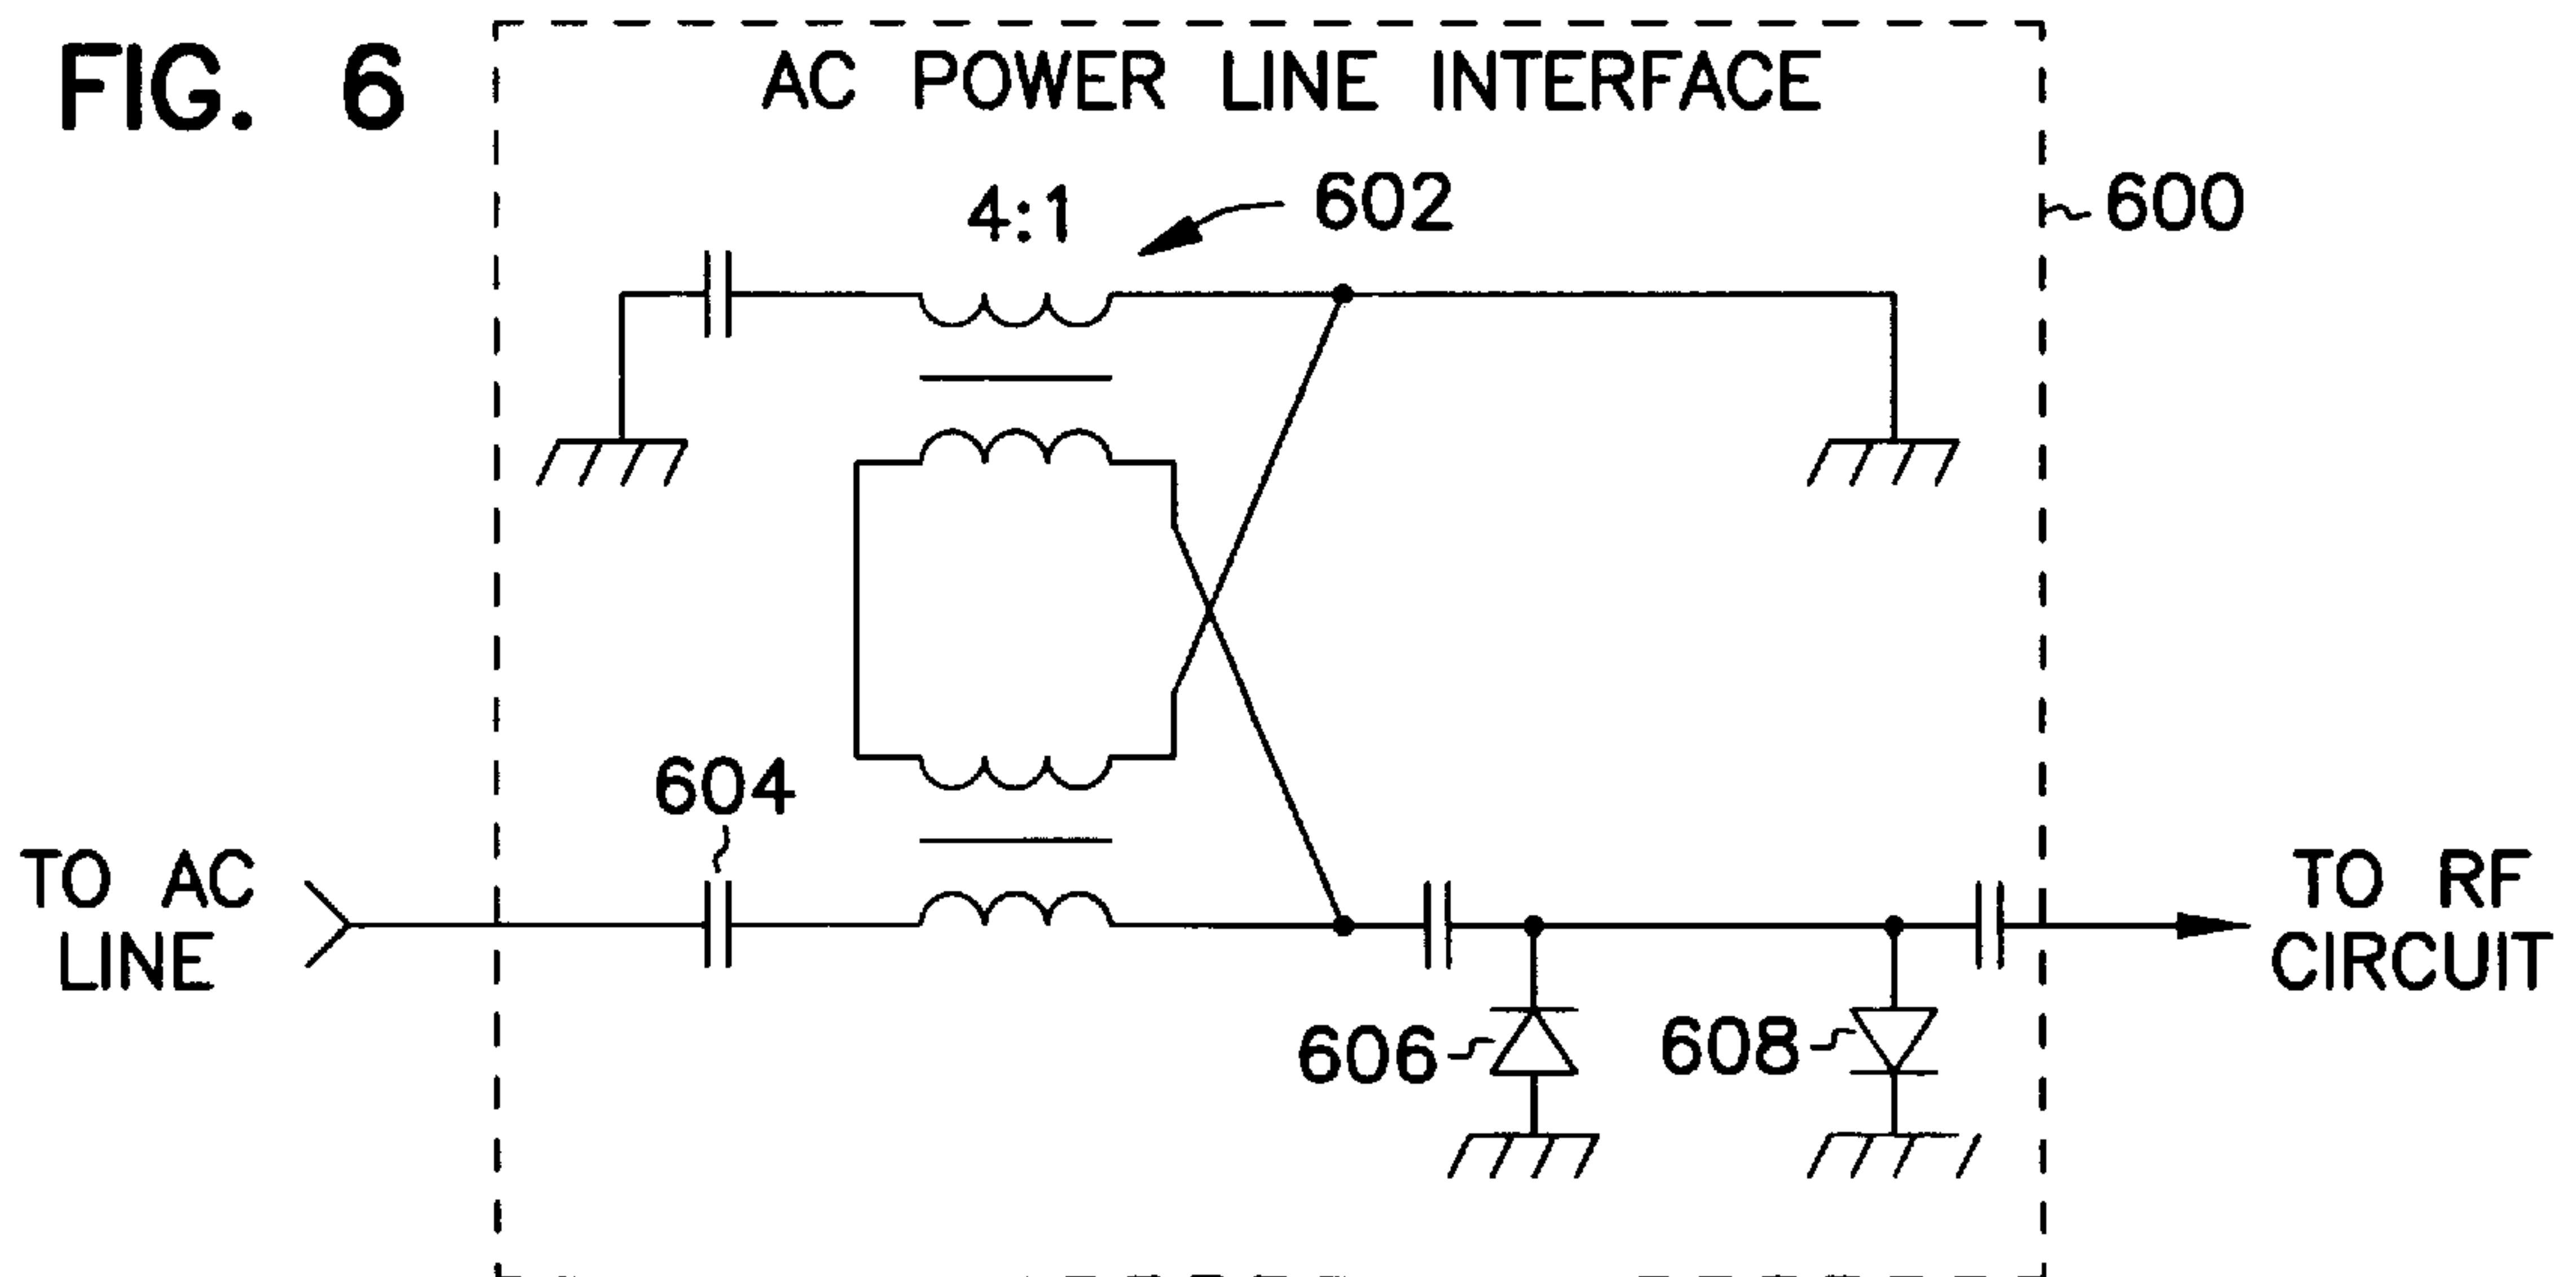 FIG. 6
AC POWER LINE INTERFACE
4:1
602
600
604
TO AC
LINE
TO RF
CIRCUIT
606
608